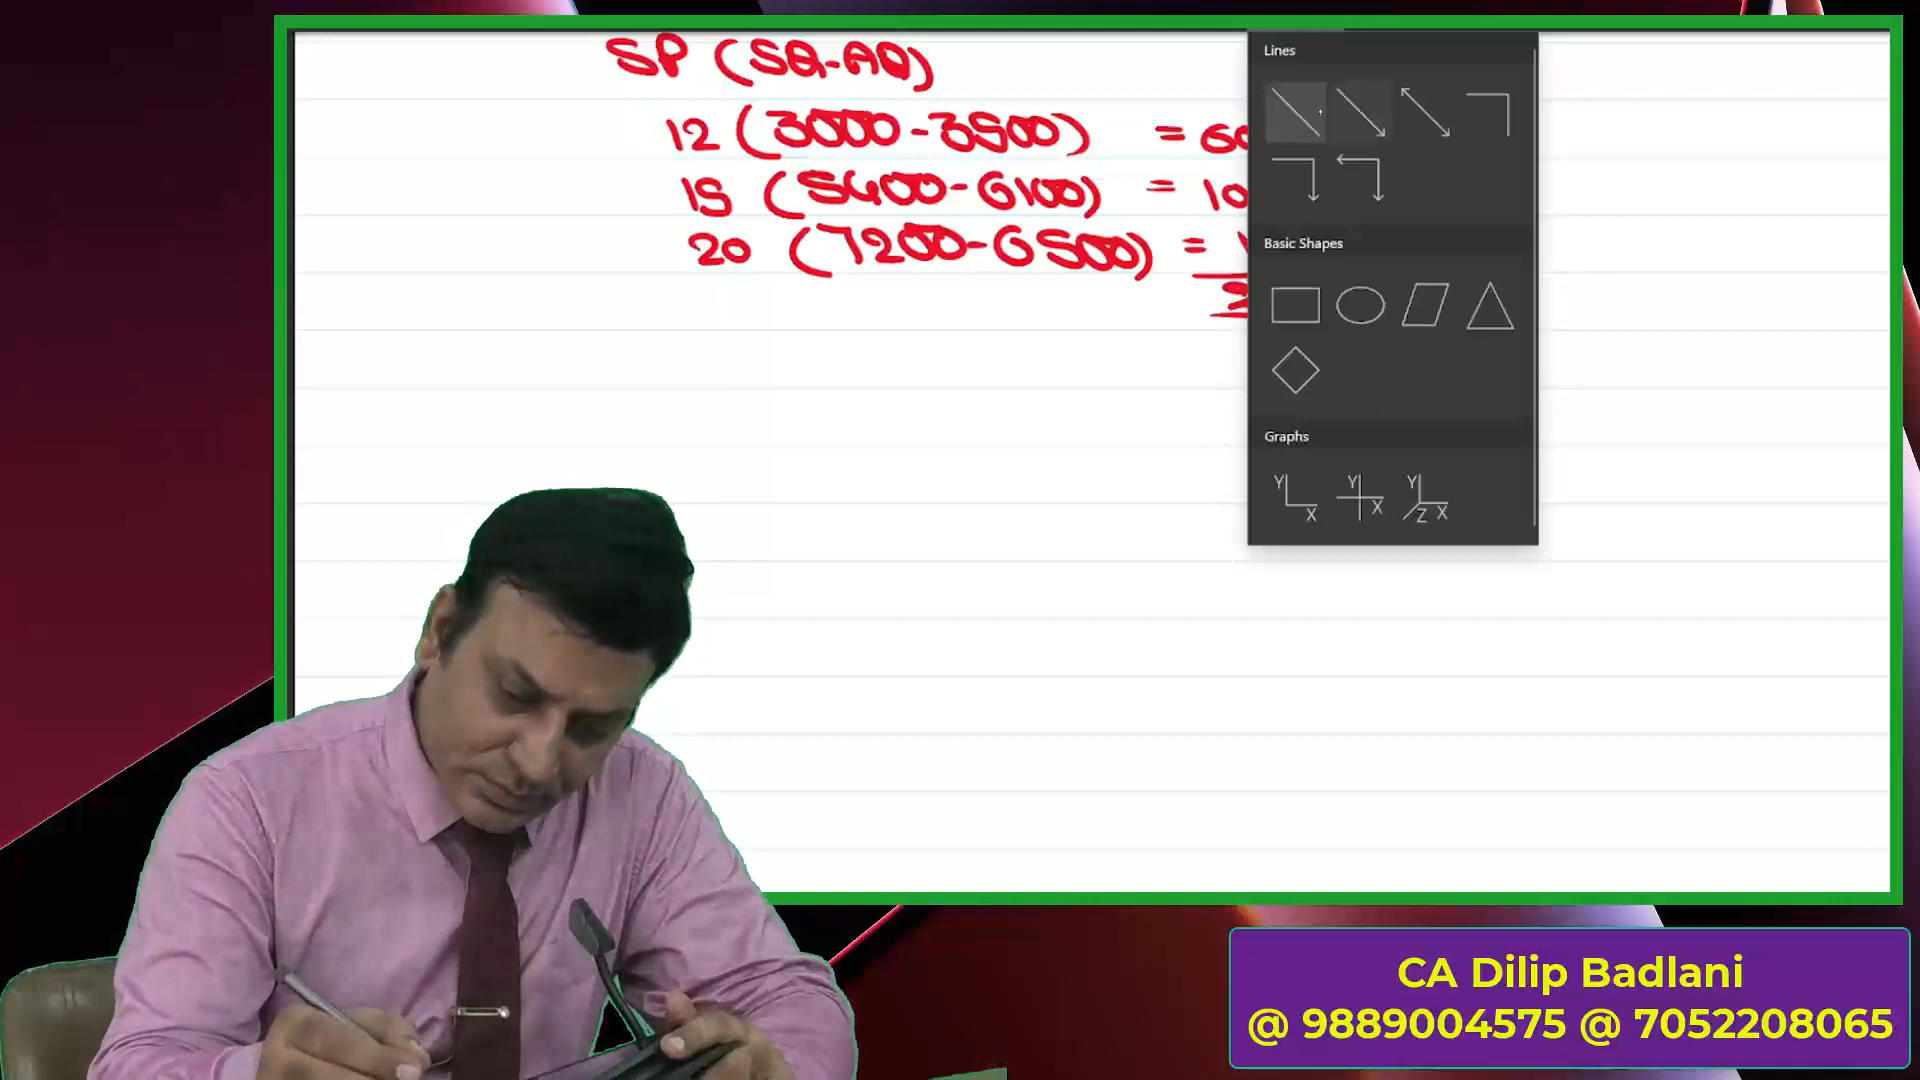 SP (SQ-AQ)
12 (3000-3500) = 60
15 (5400-6100) = 10
20 (7200-6500) =
Lines
Basic Shapes
Graphs
Y X
Y X
Y Z X
CA Dilip Badlani
@ 9889004575 @ 7052208065